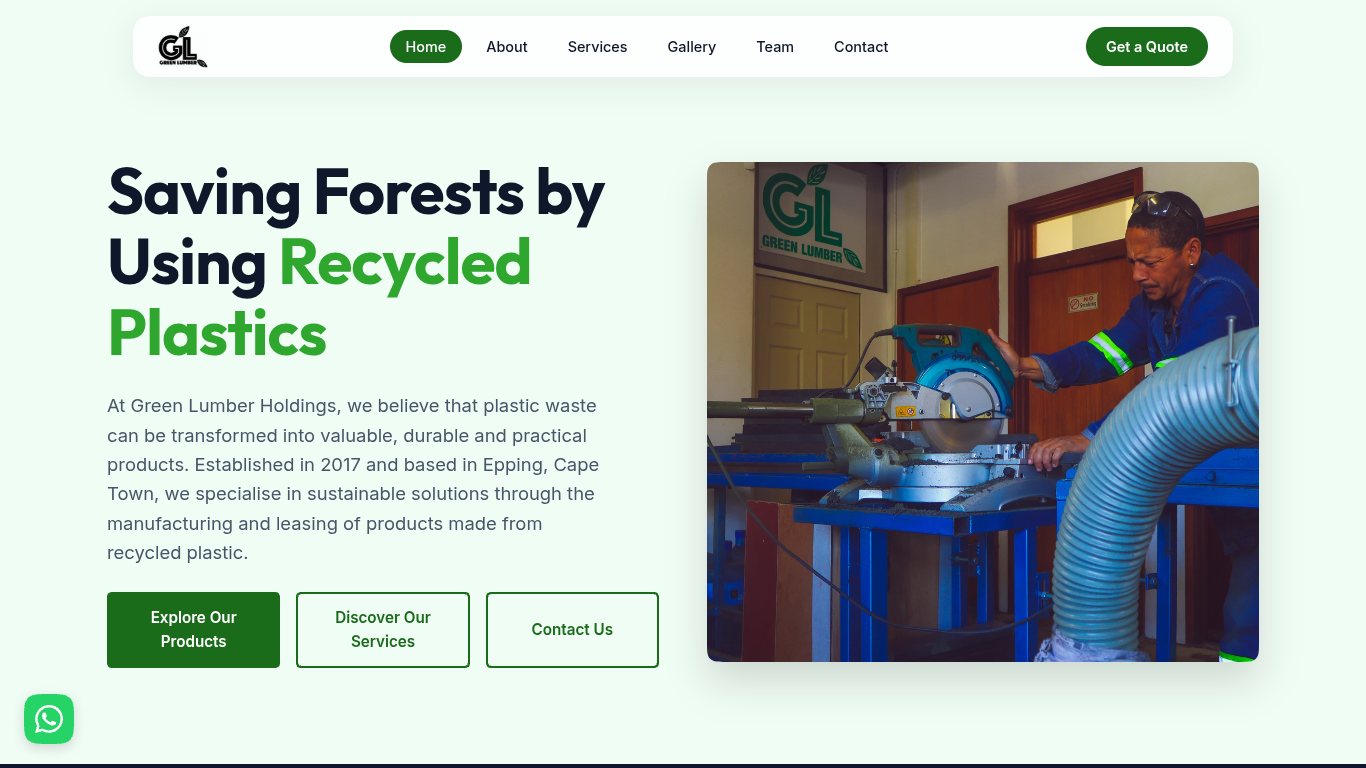 GL
GREEN LUMBER
Home
About
Services
Gallery
Team
Contact
Get a Quote
Saving Forests by
Using Recycled
Plastics
At Green Lumber Holdings, we believe that plastic waste
can be transformed into valuable, durable and practical
products. Established in 2017 and based in Epping, Cape
Town, we specialise in sustainable solutions through the
manufacturing and leasing of products made from
recycled plastic.
Explore Our
Products
Discover Our
Services
Contact Us
GL
GREEN LUMBER
NO
Smoking